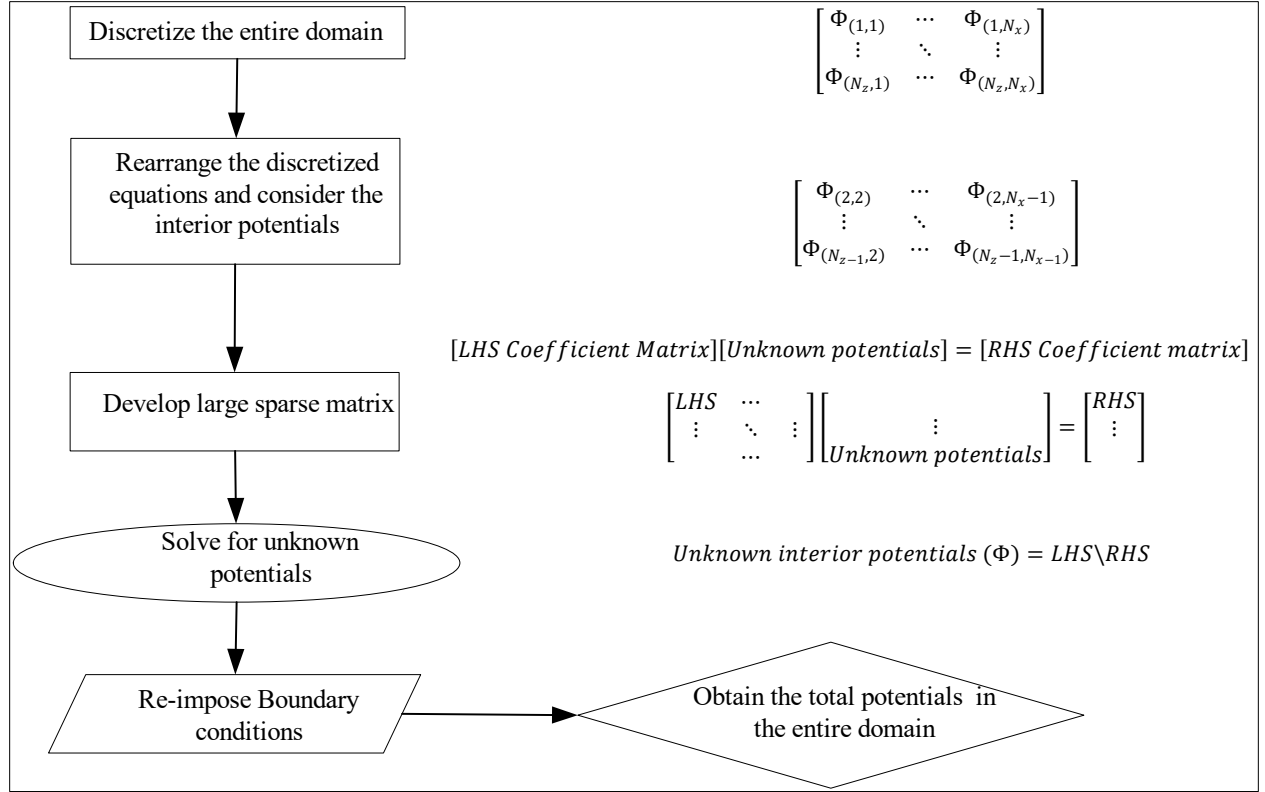 Discretize the entire domain
Φ(1,1) ⋯ Φ(1,Nx)
⋮ ⋱ ⋮
Φ(Nz,1) ⋯ Φ(Nz,Nx)
Rearrange the discretized
equations and consider the
interior potentials
Φ(2,2) ⋯ Φ(2,Nx−1)
⋮ ⋱ ⋮
Φ(Nz−1,2) ⋯ Φ(Nz−1,Nx−1)
[LHS Coefficient Matrix][Unknown potentials] = [RHS Coefficient matrix]
Develop large sparse matrix
[LHS ⋯
⋮ ⋱ ⋮
⋯] [⋮
Unknown potentials] = [RHS
⋮]
Solve for unknown
potentials
Unknown interior potentials (Φ) = LHS\RHS
Re-impose Boundary
conditions
Obtain the total potentials in
the entire domain